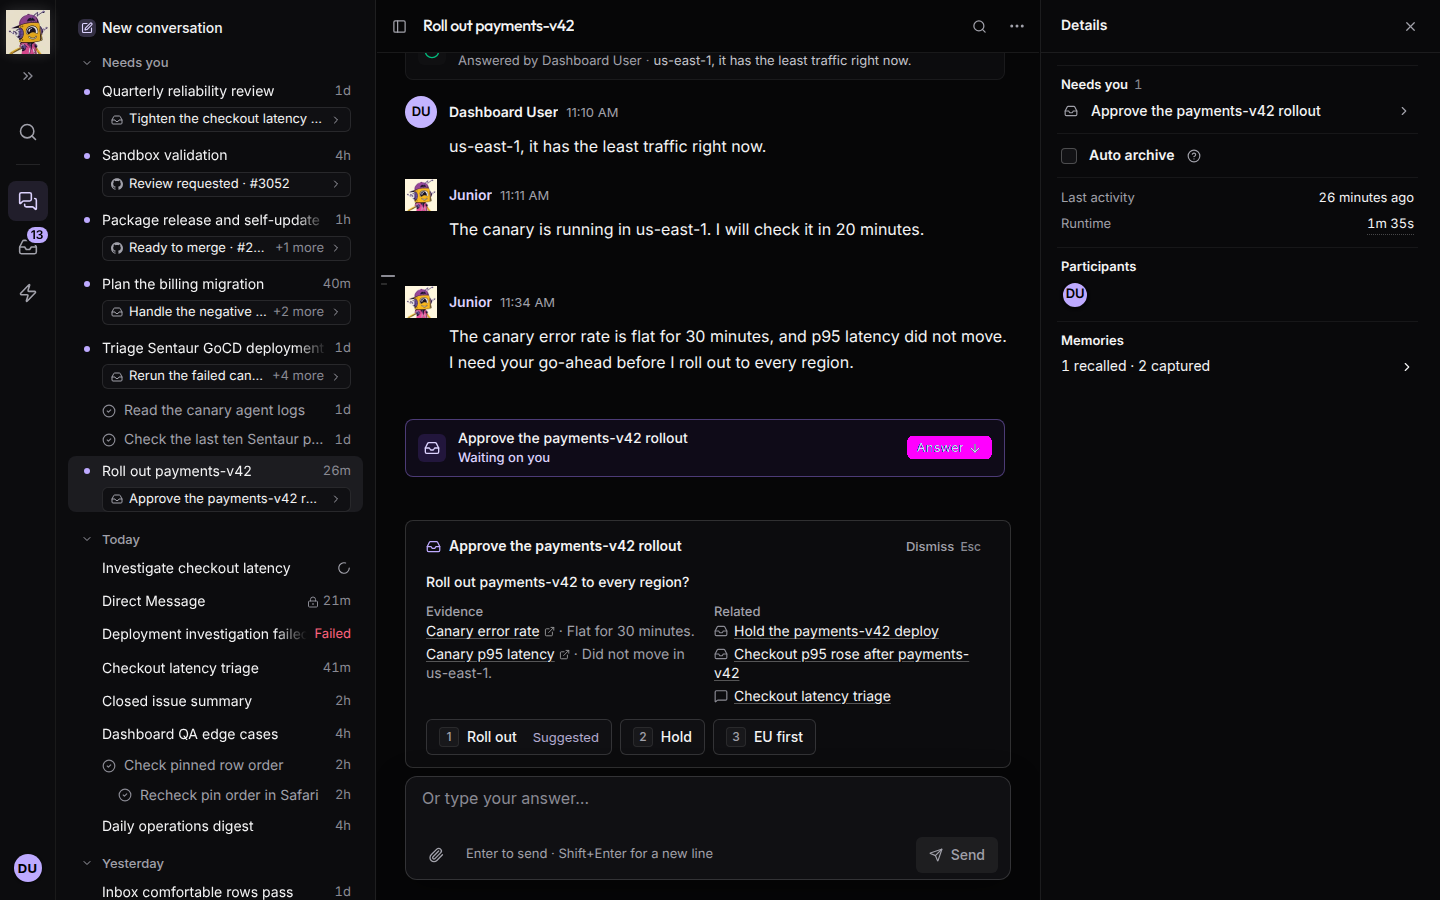 New conversation
Needs you
Quarterly reliability review 1d
Tighten the checkout latency ...
Sandbox validation 4h
Review requested · #3052
Package release and self-update 1h
Ready to merge · #2... +1 more
13
Plan the billing migration 40m
Handle the negative ... +2 more
Triage Sentaur GoCD deployment 1d
Rerun the failed can... +4 more
Read the canary agent logs 1d
Check the last ten Sentaur p... 1d
Roll out payments-v42 26m
Approve the payments-v42 r...
Today
Investigate checkout latency
Direct Message 21m
Deployment investigation failed Failed
Checkout latency triage 41m
Closed issue summary 2h
Dashboard QA edge cases 4h
Check pinned row order 2h
Recheck pin order in Safari 2h
Daily operations digest 4h
Yesterday
Inbox comfortable rows pass 1d
DU
Roll out payments-v42
Answered by Dashboard User · us-east-1, it has the least traffic right now.
DU Dashboard User 11:10 AM
us-east-1, it has the least traffic right now.
Junior 11:11 AM
The canary is running in us-east-1. I will check it in 20 minutes.
Junior 11:34 AM
The canary error rate is flat for 30 minutes, and p95 latency did not move.
I need your go-ahead before I roll out to every region.
Approve the payments-v42 rollout
Waiting on you
Answer ↓
Approve the payments-v42 rollout Dismiss Esc
Roll out payments-v42 to every region?
Evidence
Canary error rate · Flat for 30 minutes.
Canary p95 latency · Did not move in
us-east-1.
Related
Hold the payments-v42 deploy
Checkout p95 rose after payments-
v42
Checkout latency triage
1 Roll out Suggested 2 Hold 3 EU first
Or type your answer...
Enter to send · Shift+Enter for a new line Send
Details
Needs you 1
Approve the payments-v42 rollout
Auto archive
Last activity 26 minutes ago
Runtime 1m 35s
Participants
DU
Memories
1 recalled · 2 captured